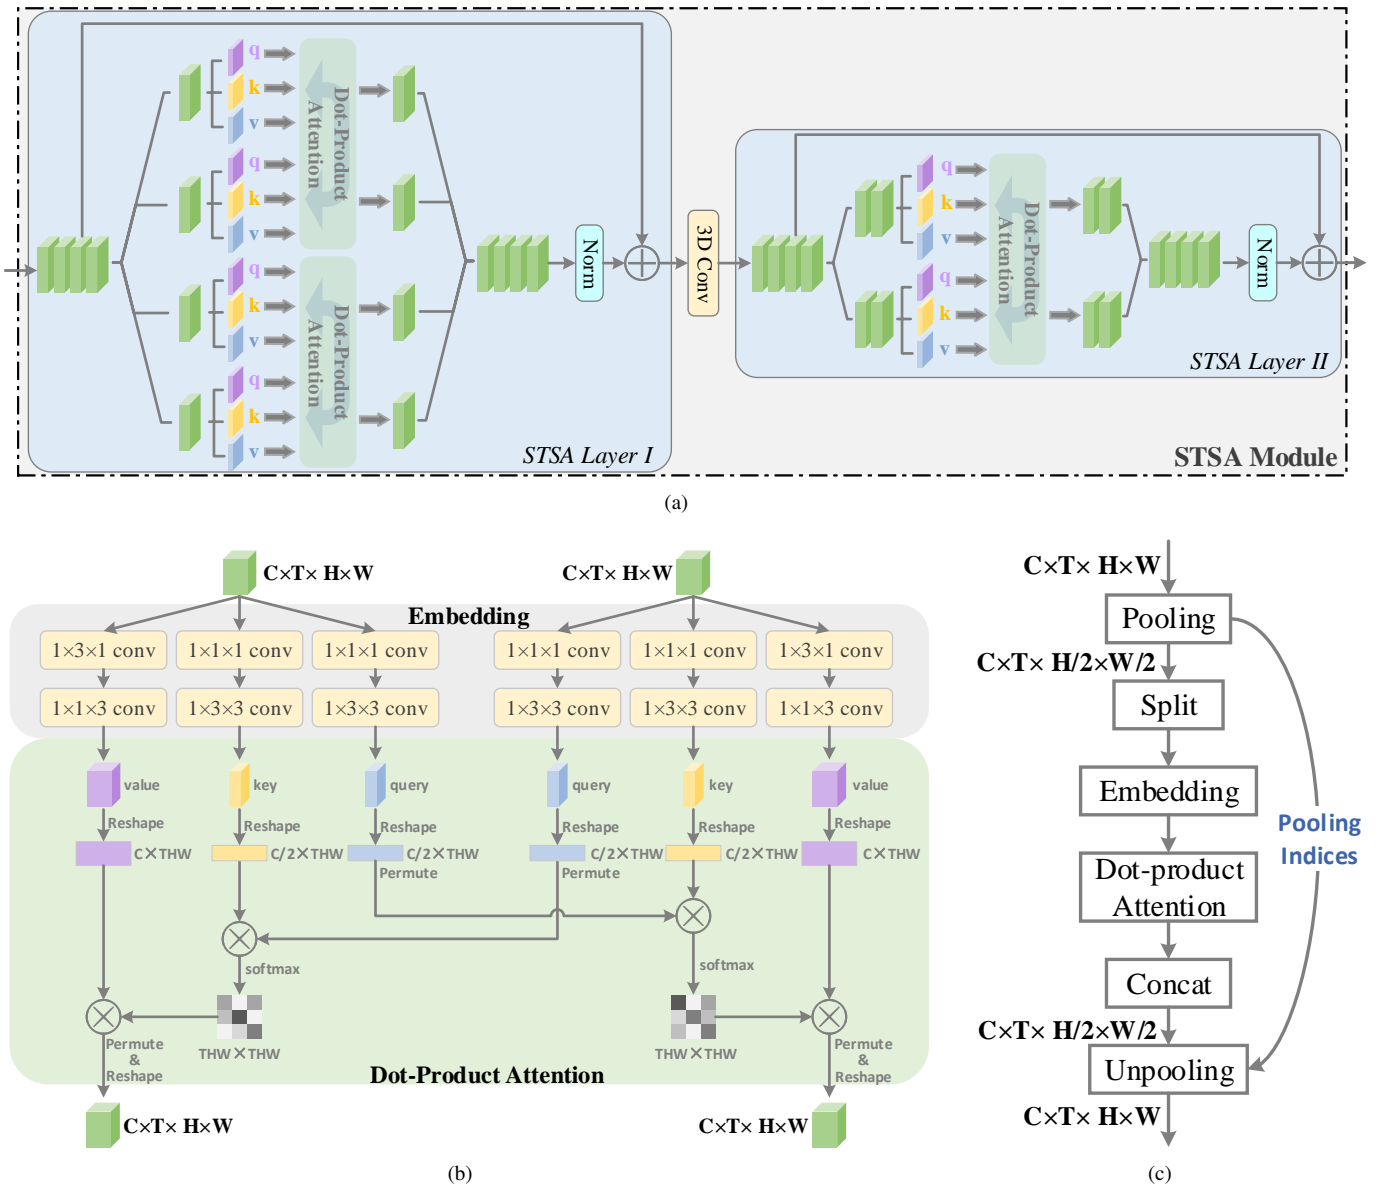 q
k
v
Dot-Product
Attention
q
k
v
q
k
v
Dot-Product
Attention
q
k
v
Norm
STSA Layer I
3D Conv
q
k
v
Dot-Product
Attention
q
k
v
Norm
STSA Layer II
STSA Module
(a)
C×T× H×W
C×T× H×W
Embedding
1×3×1 conv
1×1×1 conv
1×1×1 conv
1×1×1 conv
1×1×1 conv
1×3×1 conv
1×1×3 conv
1×3×3 conv
1×3×3 conv
1×3×3 conv
1×3×3 conv
1×1×3 conv
value
key
query
query
key
value
Reshape
Reshape
Reshape
Reshape
Reshape
Reshape
C×THW
C/2×THW
C/2×THW
C/2×THW
C/2×THW
C×THW
Permute
Permute
softmax
softmax
THW×THW
THW×THW
Permute
&
Reshape
Permute
&
Reshape
Dot-Product Attention
C×T× H×W
C×T× H×W
(b)
C×T× H×W
Pooling
C×T× H/2×W/2
Split
Embedding
Pooling
Indices
Dot-product
Attention
Concat
C×T× H/2×W/2
Unpooling
C×T× H×W
(c)